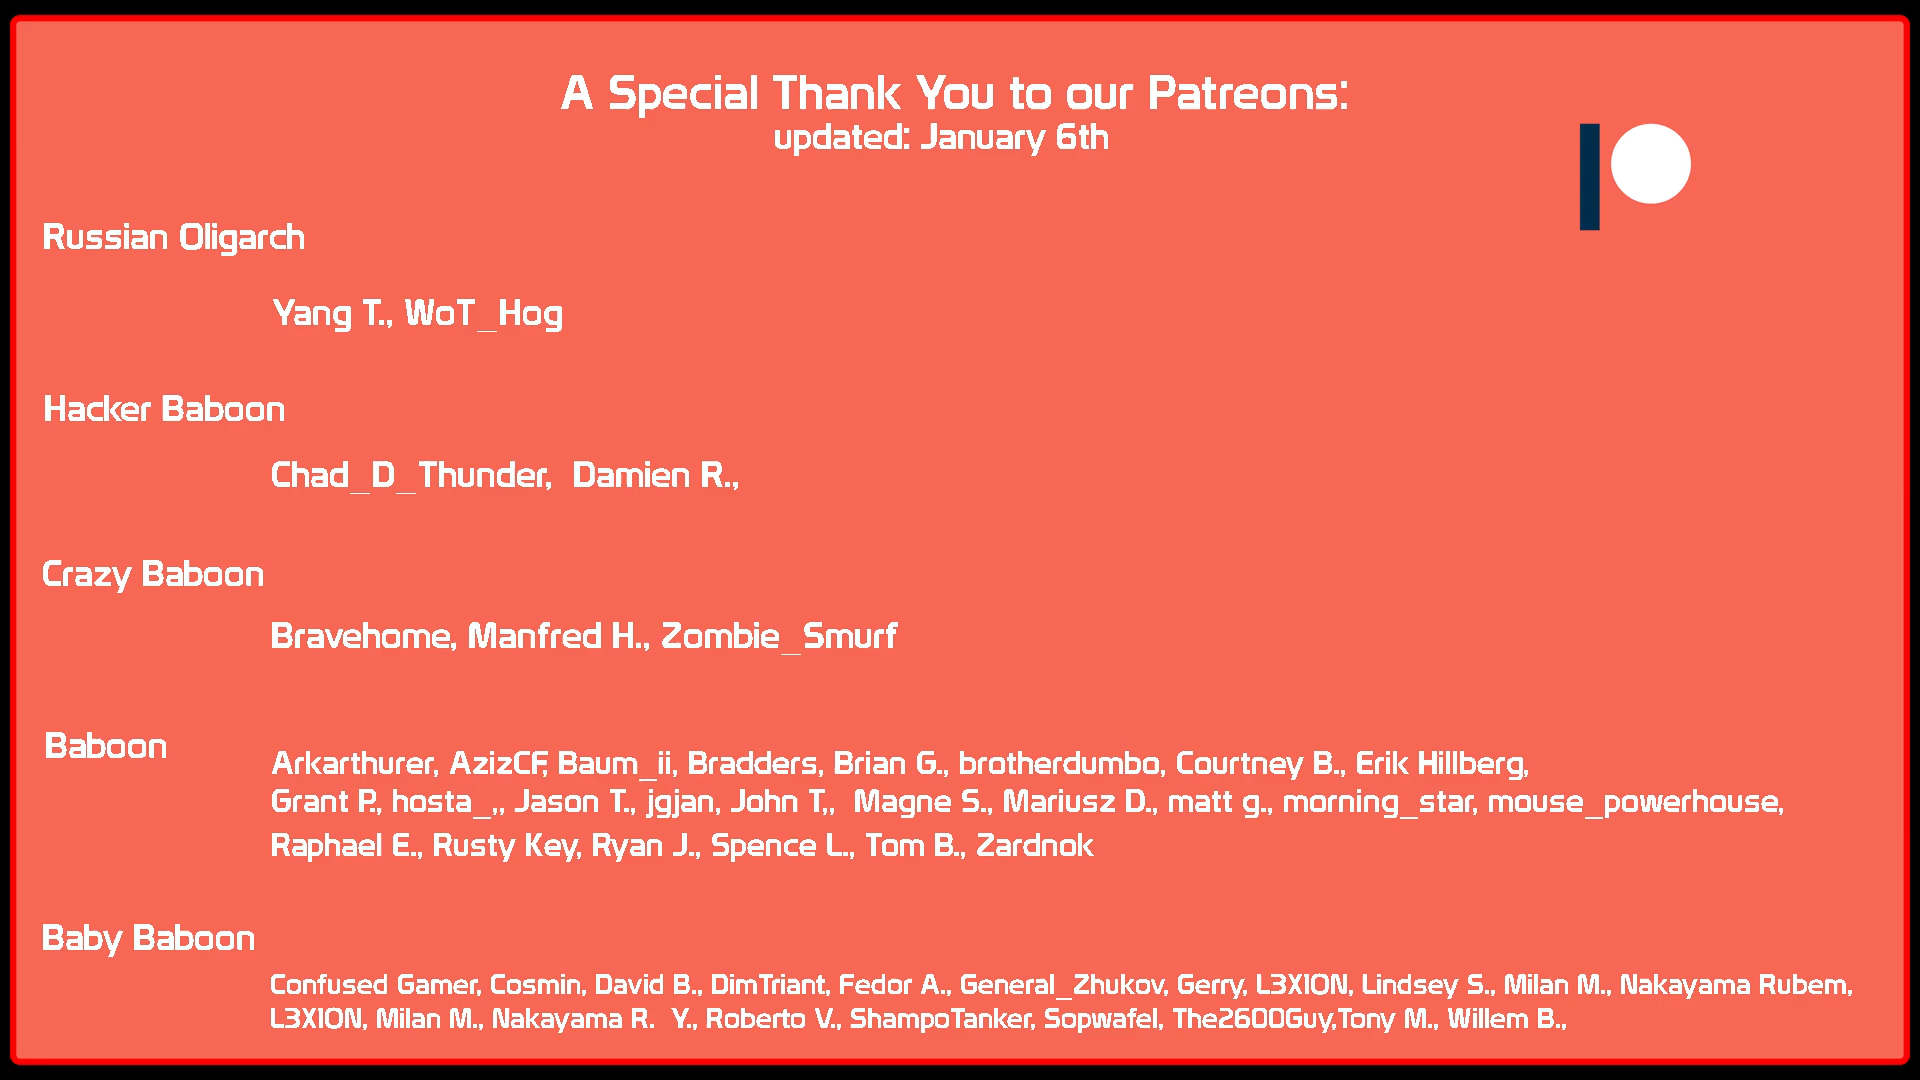 A Special Thank You to our Patreons:
updated: January 6th
Russian Oligarch
Yang T., WoT_Hog
Hacker Baboon
Chad_D_Thunder,  Damien R.,
Crazy Baboon
Bravehome, Manfred H., Zombie_Smurf
Baboon
Arkarthurer, AzizCF, Baum_ii, Bradders, Brian G., brotherdumbo, Courtney B., Erik Hillberg,
Grant P., hosta_,, Jason T., jgjan, John T,,  Magne S., Mariusz D., matt g., morning_star, mouse_powerhouse,
Raphael E., Rusty Key, Ryan J., Spence L., Tom B., Zardnok
Baby Baboon
Confused Gamer, Cosmin, David B., DimTriant, Fedor A., General_Zhukov, Gerry, L3X1ON, Lindsey S., Milan M., Nakayama Rubem,
L3X1ON, Milan M., Nakayama R.  Y., Roberto V., ShampoTanker, Sopwafel, The2600Guy,Tony M., Willem B.,